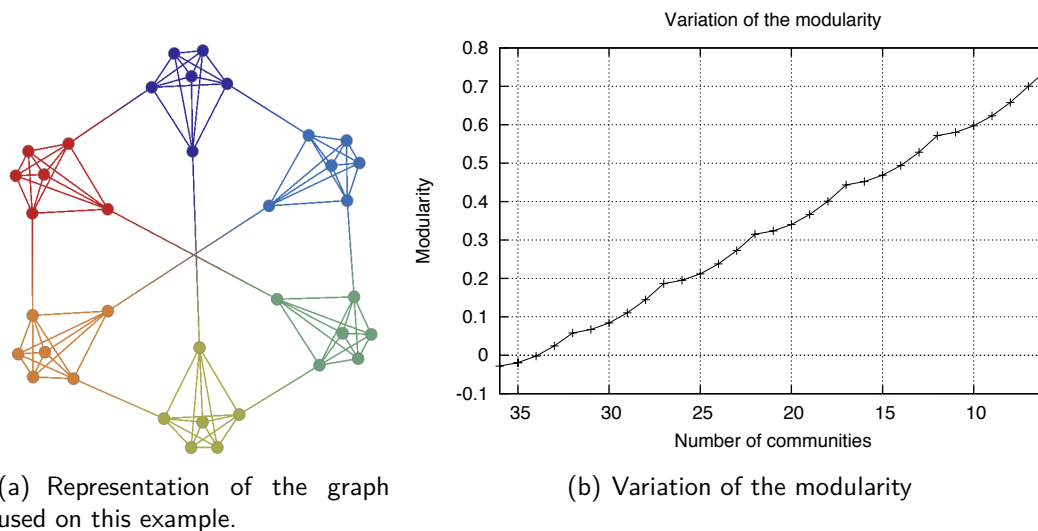 Variation of the modularity
0.8
0.7
0.6
0.5
0.4
0.3
0.2
0.1
0
-0.1
Modularity
35 30 25 20 15 10
Number of communities
a) Representation of the graph
used on this example.
(b) Variation of the modularity